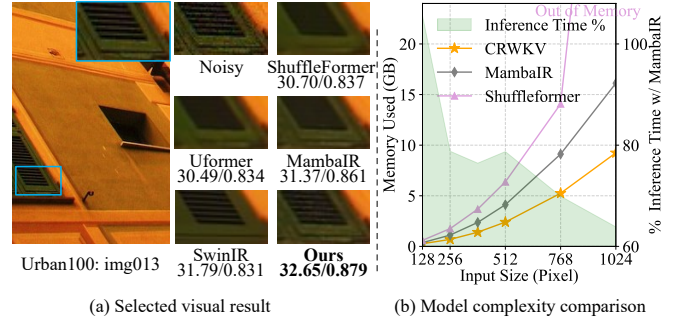 Noisy
ShuffleFormer
30.70/0.837
Uformer
30.49/0.834
MambaIR
31.37/0.861
SwinIR
31.79/0.831
Ours
32.65/0.879
Urban100: img013
(a) Selected visual result
Out of Memory
Inference Time %
CRWKV
MambaIR
Shuffleformer
Memory Used (GB)
20
15
10
5
0
% Inference Time w/ MambaIR
100
80
60
128 256 512 768 1024
Input Size (Pixel)
(b) Model complexity comparison